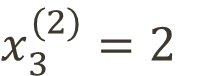 x_3^{(2)} = 2